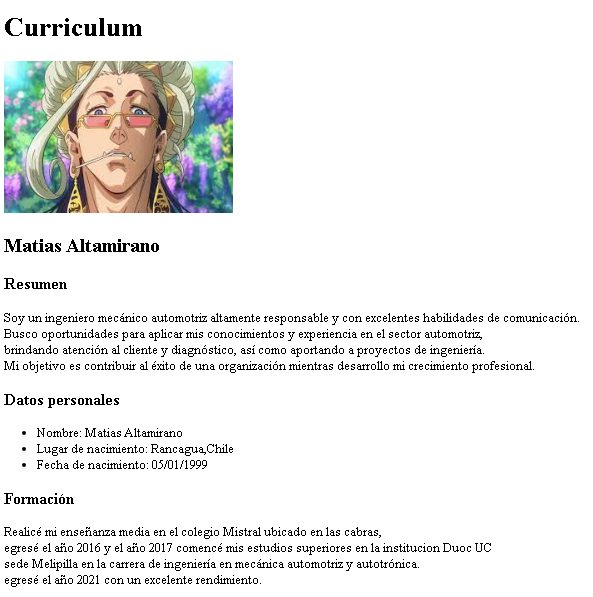 Curriculum
Matias Altamirano
Resumen
Soy un ingeniero mecánico automotriz altamente responsable y con excelentes habilidades de comunicación.
Busco oportunidades para aplicar mis conocimientos y experiencia en el sector automotriz,
brindando atención al cliente y diagnóstico, así como aportando a proyectos de ingeniería.
Mi objetivo es contribuir al éxito de una organización mientras desarrollo mi crecimiento profesional.
Datos personales
• Nombre: Matias Altamirano
• Lugar de nacimiento: Rancagua,Chile
• Fecha de nacimiento: 05/01/1999
Formación
Realicé mi enseñanza media en el colegio Mistral ubicado en las cabras,
egresé el año 2016 y el año 2017 comencé mis estudios superiores en la institucion Duoc UC
sede Melipilla en la carrera de ingeniería en mecánica automotriz y autotrónica.
egresé el año 2021 con un excelente rendimiento.